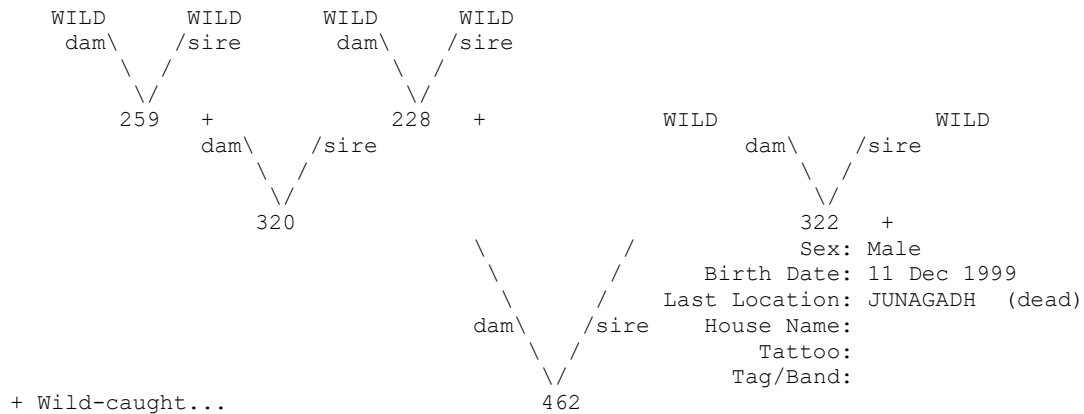 WILD WILD WILD WILD
dam\ /sire dam\ /sire
\ / \ /
\/ \/
259 + 228 + WILD WILD
dam\ /sire dam\ /sire
\ / \ /
\/ \/
320 322 +
\ / Sex: Male
\ / Birth Date: 11 Dec 1999
\ / Last Location: JUNAGADH (dead)
dam\ /sire House Name:
\ / Tattoo:
\/ Tag/Band:
+ Wild-caught... 462